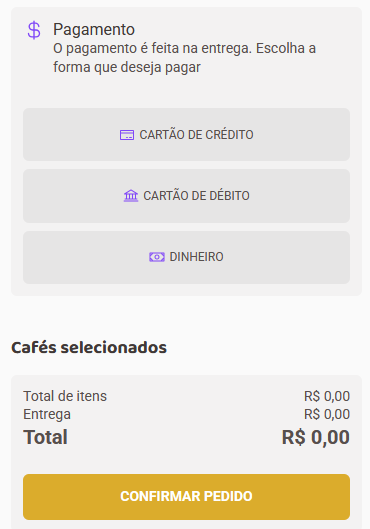 Pagamento
O pagamento é feita na entrega. Escolha a
forma que deseja pagar
CARTÃO DE CRÉDITO
CARTÃO DE DÉBITO
DINHEIRO
Cafés selecionados
Total de itens R$ 0,00
Entrega R$ 0,00
Total R$ 0,00
CONFIRMAR PEDIDO